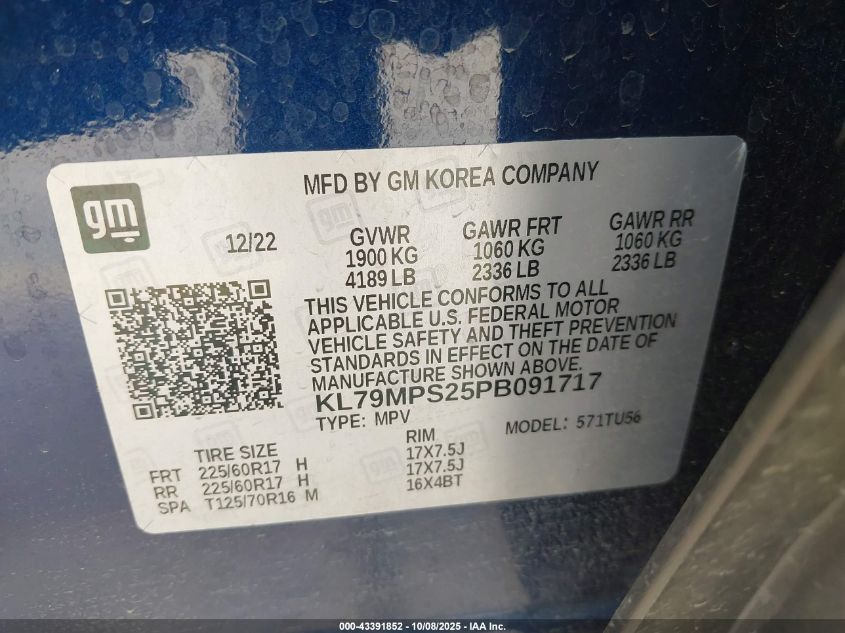 MFD BY GM KOREA COMPANY
gm
12/22
GVWR GAWR FRT GAWR RR
1900 KG 1060 KG 1060 KG
4189 LB 2336 LB 2336 LB
THIS VEHICLE CONFORMS TO ALL
APPLICABLE U.S. FEDERAL MOTOR
VEHICLE SAFETY AND THEFT PREVENTION
STANDARDS IN EFFECT ON THE DATE OF
MANUFACTURE SHOWN ABOVE.
KL79MPS25PB091717
TYPE: MPV MODEL: 571TU56
TIRE SIZE RIM
FRT 225/60R17 H 17X7.5J
RR 225/60R17 H 17X7.5J
SPA T125/70R16 M 16X4BT
000-43391852 - 10/08/2025 - IAA Inc.